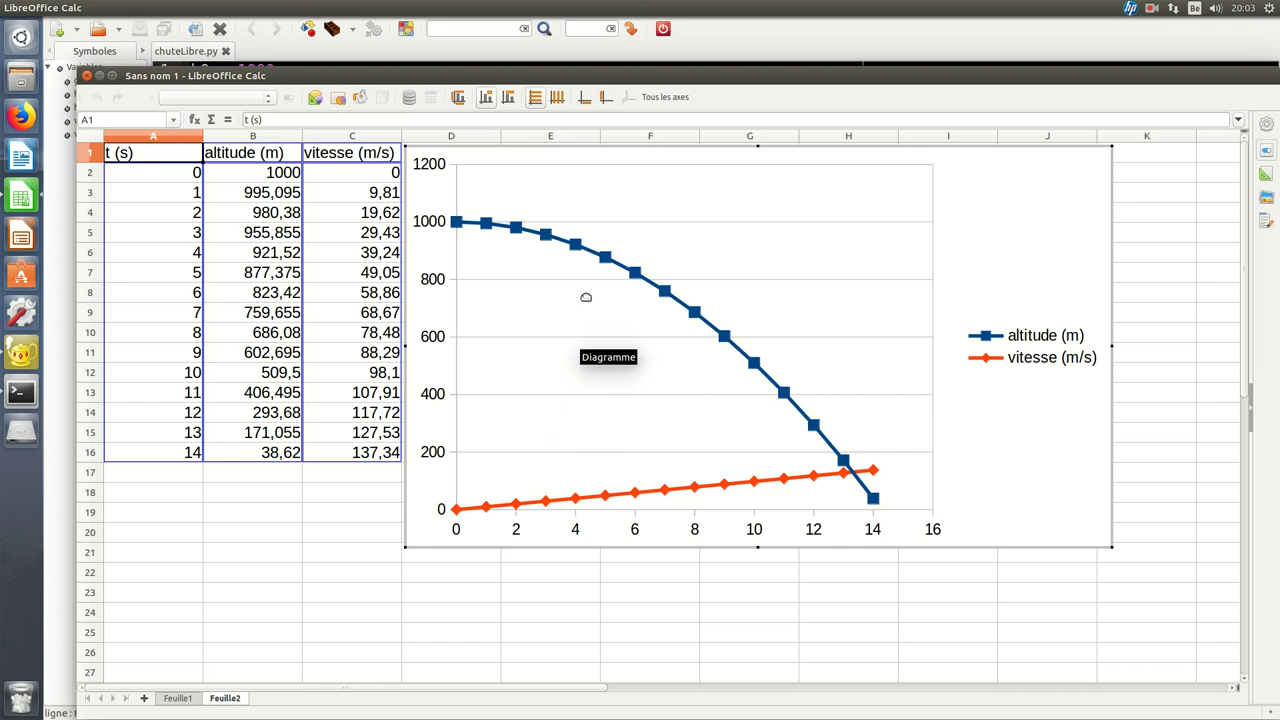 LibreOffice Calc
Be
20:03
Symboles
chuteLibre.py
Sans nom 1 - LibreOffice Calc
Tous les axes
A1
t (s)
A B C D E F G H I J K
1 t (s) altitude (m) vitesse (m/s)
2 0 1000 0
3 1 995,095 9,81
4 2 980,38 19,62
5 3 955,855 29,43
6 4 921,52 39,24
7 5 877,375 49,05
8 6 823,42 58,86
9 7 759,655 68,67
10 8 686,08 78,48
11 9 602,695 88,29
12 10 509,5 98,1
13 11 406,495 107,91
14 12 293,68 117,72
15 13 171,055 127,53
16 14 38,62 137,34
17
18
19
20
21
22
23
24
25
26
27
1200
1000
800
600
400
200
0
0 2 4 6 8 10 12 14 16
Diagramme
altitude (m)
vitesse (m/s)
Feuille1 Feuille2
ligne: